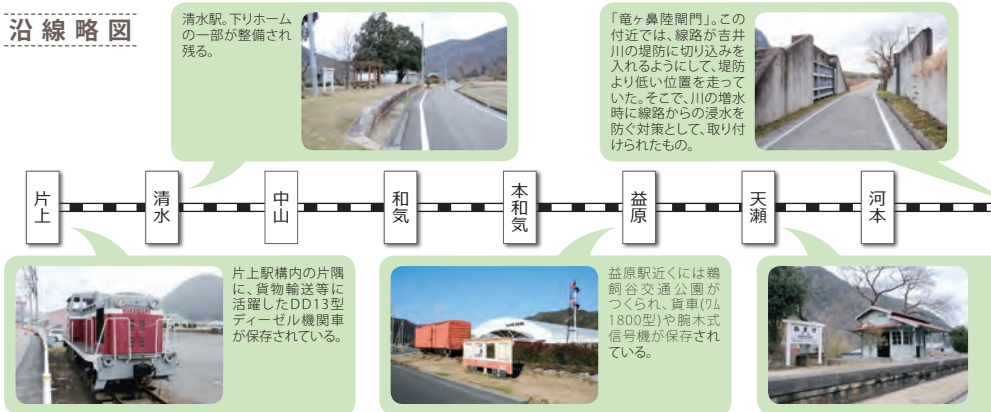 沿線略図
清水駅。下りホーム
の一部が整備され
残る。
「竜ヶ鼻陸閘門」。この
付近では、線路が吉井
川の堤防に切り込みを
入れるようにして、堤防
より低い位置を走って
いた。そこで、川の増水
時に線路からの浸水を
防ぐ対策として、取り付
けられたもの。
片上
清水
中山
和気
本和気
益原
天瀬
河本
片上駅構内の片隅
に、貨物輸送等に
活躍したDD13型
ディーゼル機関車
が保存されている。
益原駅近くには鵜
飼谷交通公園が
つくられ、貨車(ワム
1800型)や腕木式
信号機が保存され
ている。